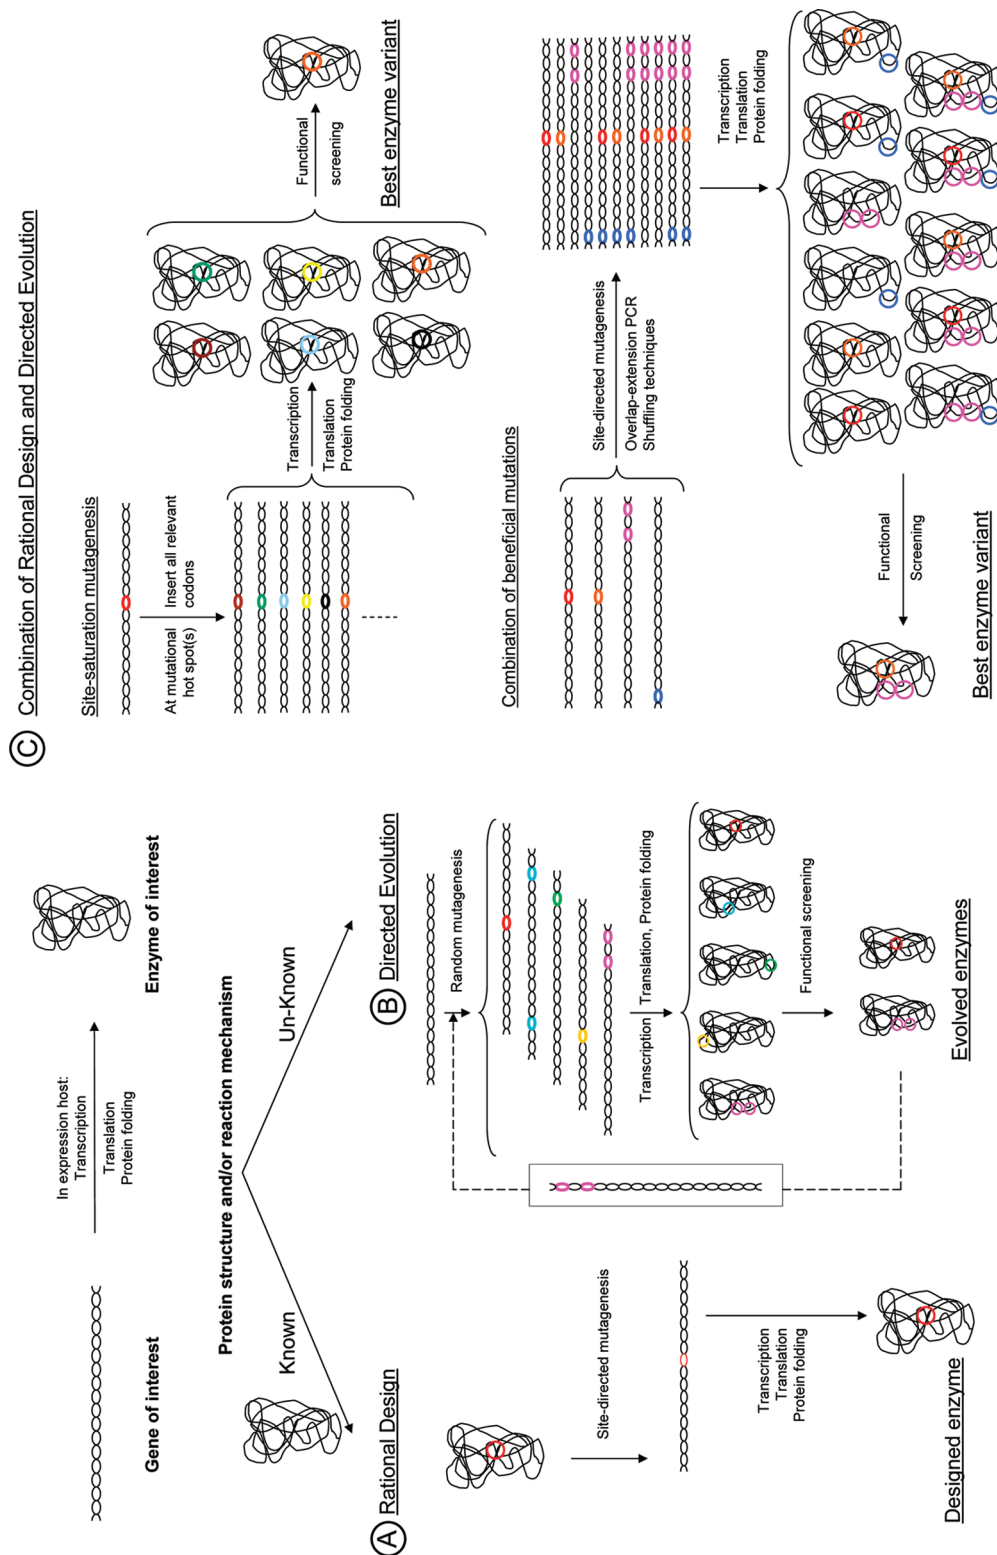 Gene of interest
In expression host:
Transcription
Translation
Protein folding
Enzyme of interest
Protein structure and/or reaction mechanism
Known
Un-Known
A Rational Design
Site-directed mutagenesis
Transcription
Translation
Protein folding
Designed enzyme
B Directed Evolution
Random mutagenesis
Transcription
Translation, Protein folding
Functional screening
Evolved enzymes
C Combination of Rational Design and Directed Evolution
Site-saturation mutagenesis
At mutational
hot spot(s)
Insert all relevant
codons
Transcription
Translation
Protein folding
Functional
screening
Best enzyme variant
Combination of beneficial mutations
Site-directed mutagenesis
Overlap-extension PCR
Shuffling techniques
Transcription
Translation
Protein folding
Functional
Screening
Best enzyme variant